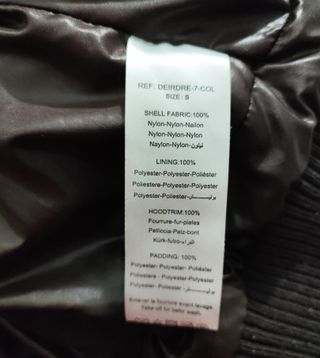 REF: DEIRDRE-7-COL
SIZE: S
SHELL FABRIC:100%
Nylon-Nylon-Nailon
Nylon-Nylon-Nylon
Naylon-Nylon-نيلون
LINING:100%
Polyester-Polyester-Poliéster
Poliestere-Polyester-Polyester
Polyester-Polyester-بوليستر
HOODTRIM:100%
Fourrure-fur-pieles
Pelliccia-Pelz-bont
Kürk-futro-الفراء
PADDING: 100%
Polyester- Polyester- Poliéster
Poliestere - Polyester- Polyester
Polyester- Polyester-بوليستر
Enlever la fourrure avant lavage.
Take off fur befor wash.